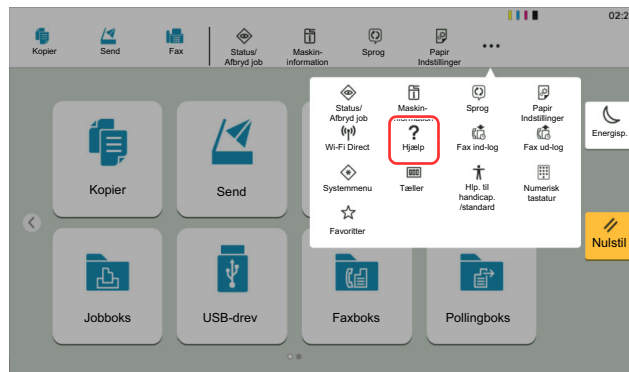 02:2
Kopier
Send
Fax
Status/
Afbryd job
Maskin-
information
Sprog
Papir
Indstillinger
Status/
Afbryd job
Maskin-
information
Sprog
Papir
Indstillinger
Wi-Fi Direct
?
Hjælp
Fax ind-log
Fax ud-log
Systemmenu
Tæller
Hlp. til
handicap.
/standard
Numerisk
tastatur
Favoritter
Energisp.
Kopier
Send
Nulstil
Jobboks
USB-drev
Faxboks
Pollingboks